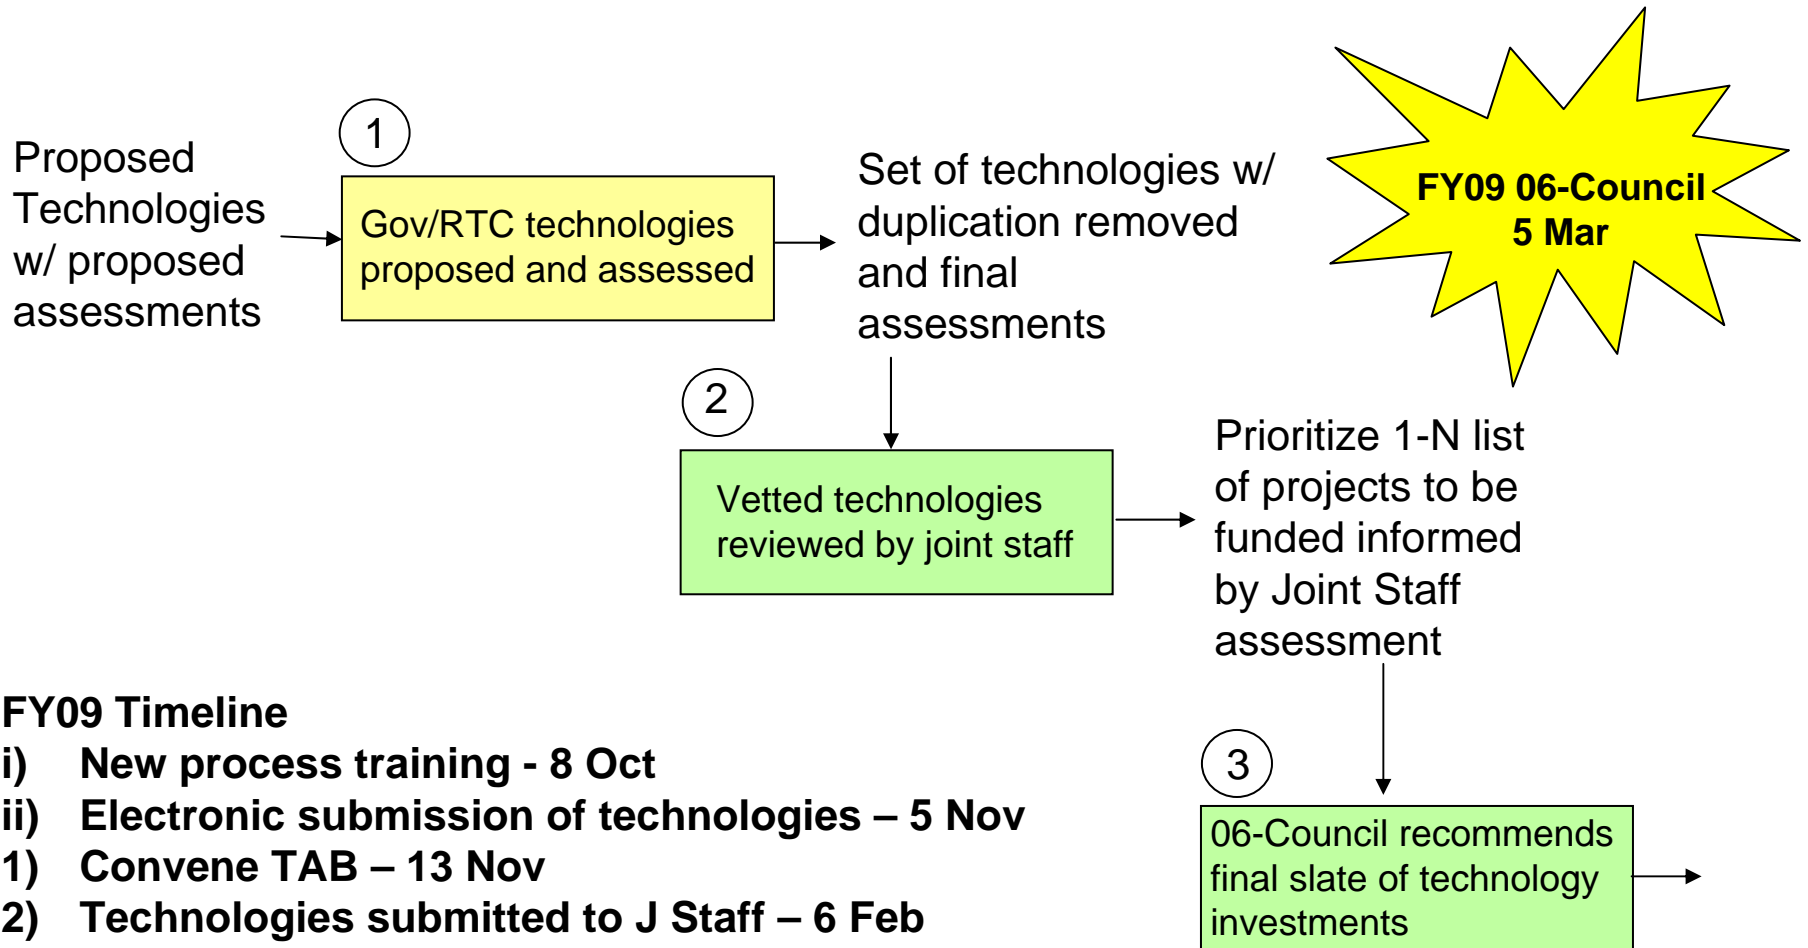 Proposed
Technologies
w/ proposed
assessments
1
Gov/RTC technologies
proposed and assessed
Set of technologies w/
duplication removed
and final
assessments
FY09 06-Council
5 Mar
2
Vetted technologies
reviewed by joint staff
Prioritize 1-N list
of projects to be
funded informed
by Joint Staff
assessment
3
06-Council recommends
final slate of technology
investments
FY09 Timeline
i) New process training - 8 Oct
ii) Electronic submission of technologies – 5 Nov
1) Convene TAB – 13 Nov
2) Technologies submitted to J Staff – 6 Feb